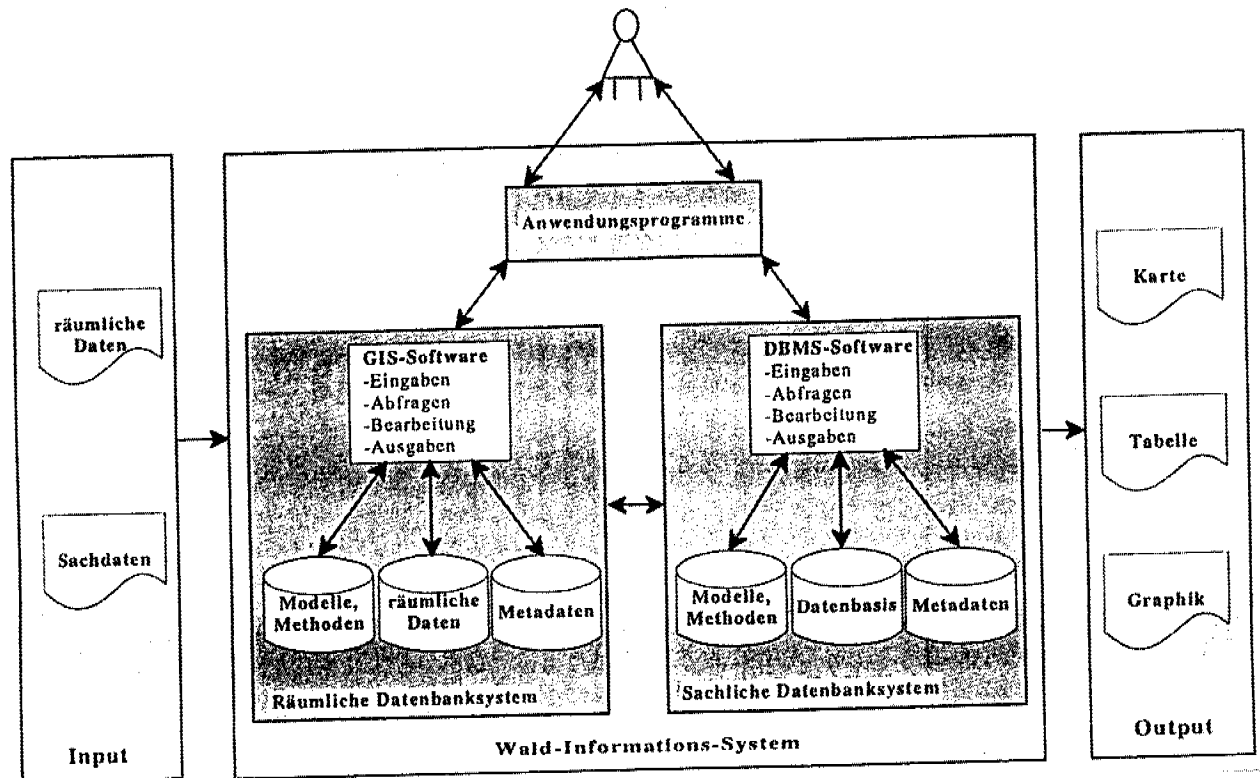 Anwendungsprogramme
räumliche
Daten
Sachdaten
Input
GIS-Software
-Eingaben
-Abfragen
-Bearbeitung
-Ausgaben
Modelle,
Methoden
räumliche
Daten
Metadaten
Räumliche Datenbanksystem
DBMS-Software
-Eingaben
-Abfragen
-Bearbeitung
-Ausgaben
Modelle,
Methoden
Datenbasis
Metadaten
Sachliche Datenbanksystem
Wald-Informations-System
Karte
Tabelle
Graphik
Output